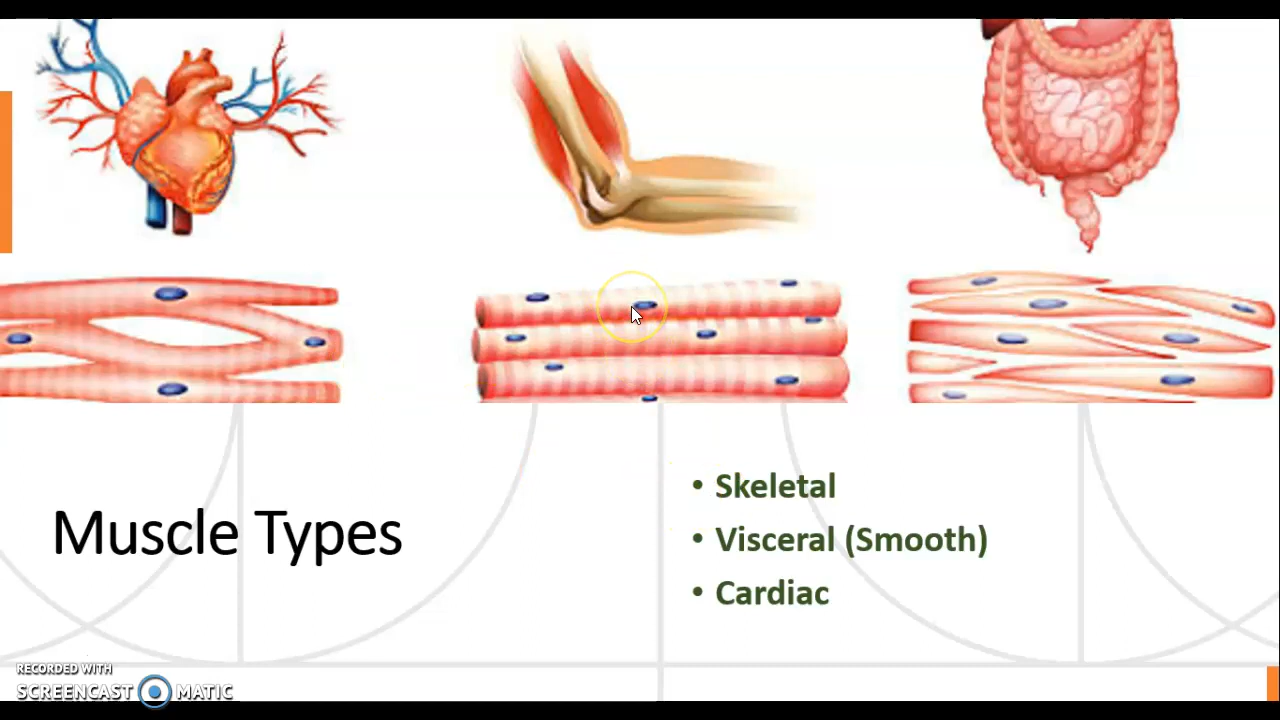 Muscle Types
• Skeletal
• Visceral (Smooth)
• Cardiac
RECORDED WITH
SCREENCAST MATIC